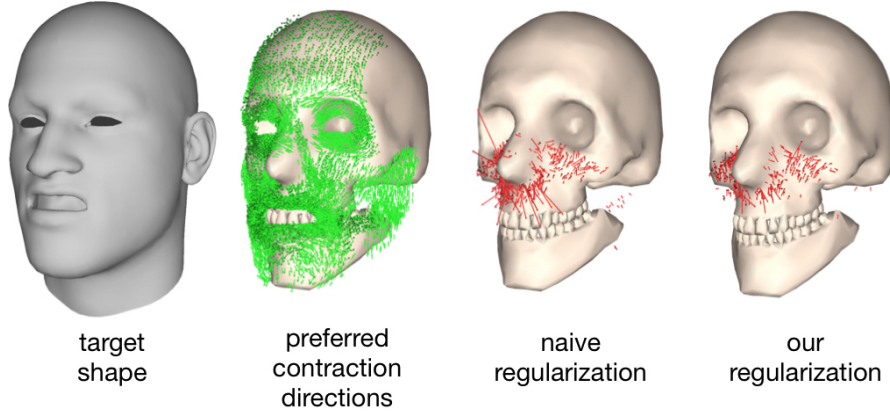 target
shape
preferred
contraction
directions
naive
regularization
our
regularization